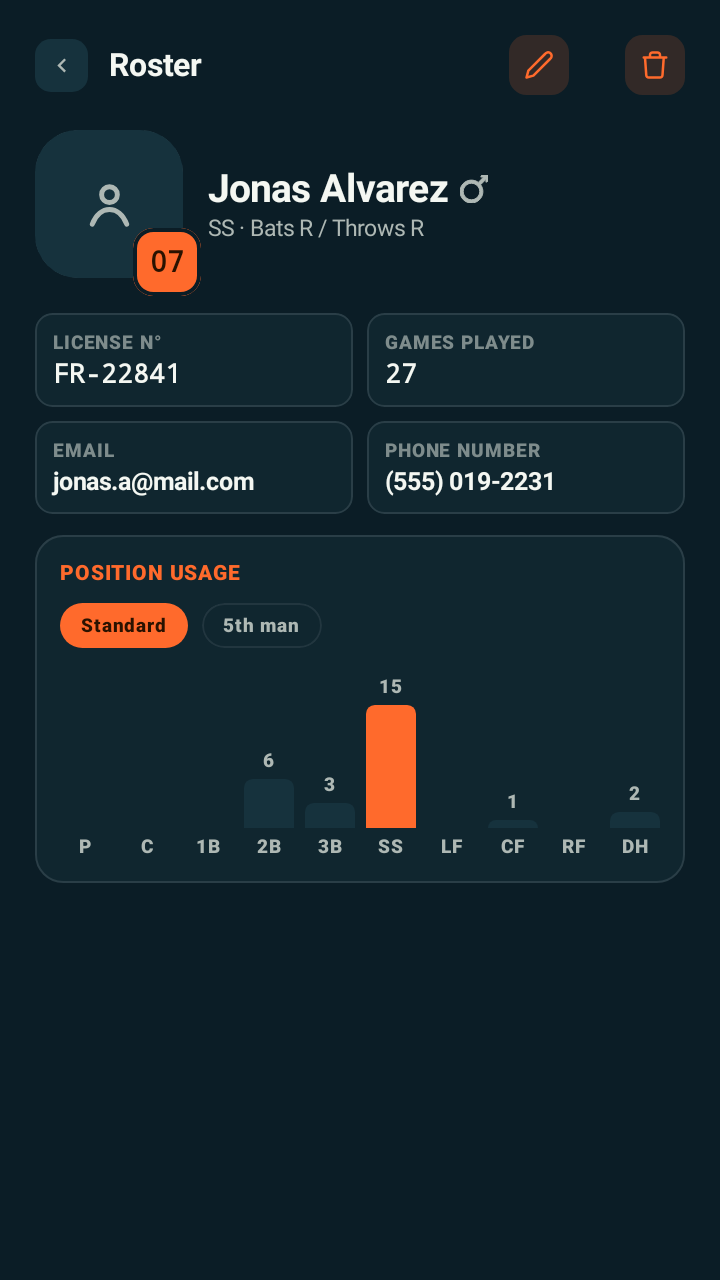 Roster
Jonas Alvarez
SS · Bats R / Throws R
07
LICENSE N°
FR-22841
GAMES PLAYED
27
EMAIL
jonas.a@mail.com
PHONE NUMBER
(555) 019-2231
POSITION USAGE
Standard 5th man
15
6
3
1
2
P C 1B 2B 3B SS LF CF RF DH